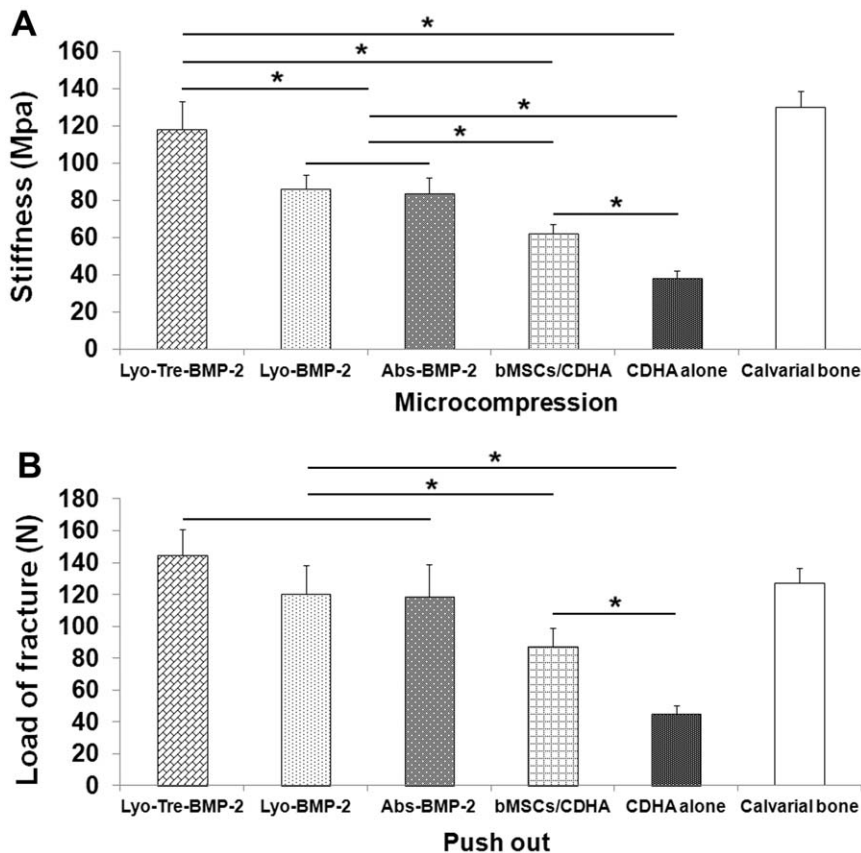 A
Stiffness (Mpa)
160
140
120
100
80
60
40
20
0
* * * * * *
Lyo-Tre-BMP-2 Lyo-BMP-2 Abs-BMP-2 bMSCs/CDHA CDHA alone Calvarial bone
Microcompression
B
Load of fracture (N)
180
160
140
120
100
80
60
40
20
0
* * *
Lyo-Tre-BMP-2 Lyo-BMP-2 Abs-BMP-2 bMSCs/CDHA CDHA alone Calvarial bone
Push out